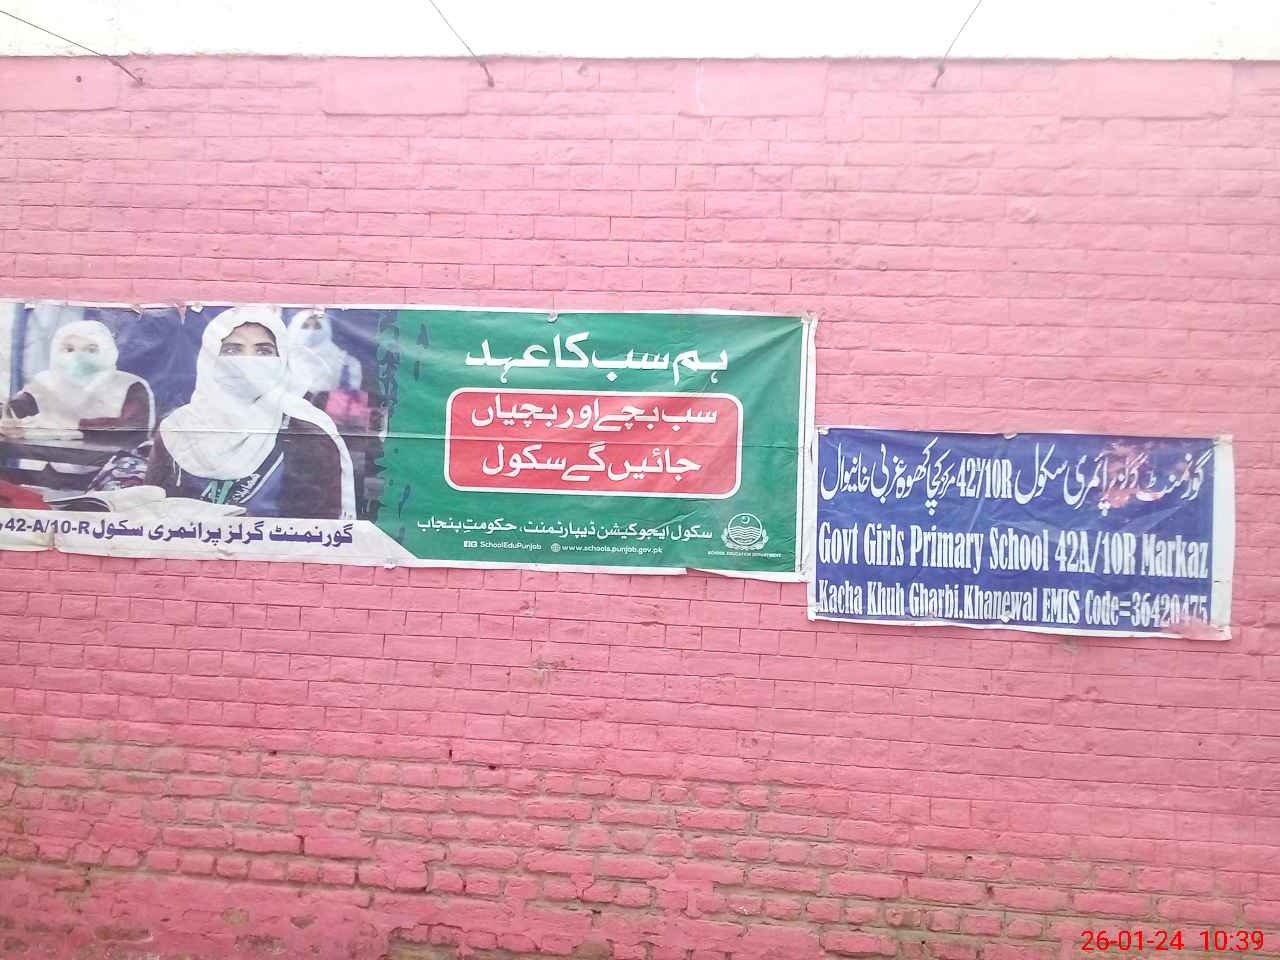 ہم سب کا عہد
سب بچے اور بچیاں
جائیں گے سکول
سکول ایجوکیشن ڈیپارٹمنٹ، حکومتِ پنجاب
SCHOOL EDUCATION DEPARTMENT
SchoolEduPunjab www.schools.punjab.gov.pk
گورنمنٹ گرلز پرائمری سکول 42-A/10-R
گورنمنٹ گرلز پرائمری سکول 42/10R مرکز کچا کھوہ غربی خانیوال
Govt Girls Primary School 42A/10R Markaz
Kacha Khuh Gharbi.Khanewal EMIS Code=36420475
26-01-24 10:39